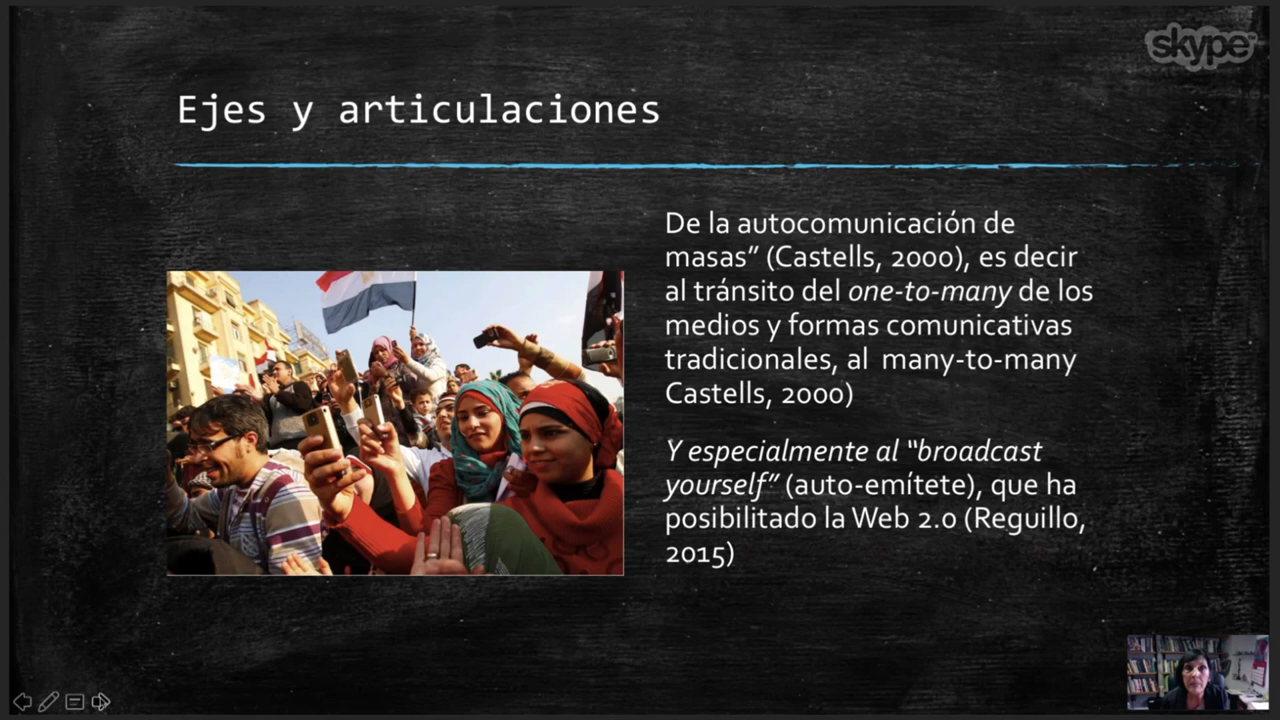 skype
Ejes y articulaciones
De la autocomunicación de
masas” (Castells, 2000), es decir
al tránsito del one-to-many de los
medios y formas comunicativas
tradicionales, al many-to-many
Castells, 2000)
Y especialmente al “broadcast
yourself” (auto-emítete), que ha
posibilitado la Web 2.0 (Reguillo,
2015)